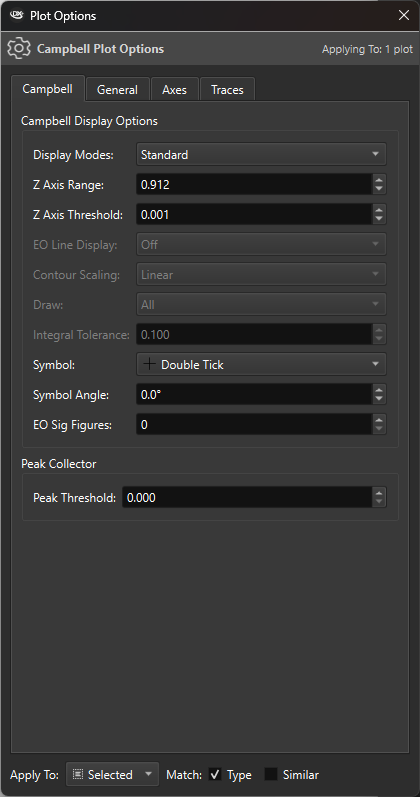 Plot Options
Campbell Plot Options Applying To: 1 plot
Campbell General Axes Traces
Campbell Display Options
Display Modes: Standard
Z Axis Range: 0.912
Z Axis Threshold: 0.001
EO Line Display: Off
Contour Scaling: Linear
Draw: All
Integral Tolerance: 0.100
Symbol: Double Tick
Symbol Angle: 0.0°
EO Sig Figures: 0
Peak Collector
Peak Threshold: 0.000
Apply To: Selected Match: Type Similar